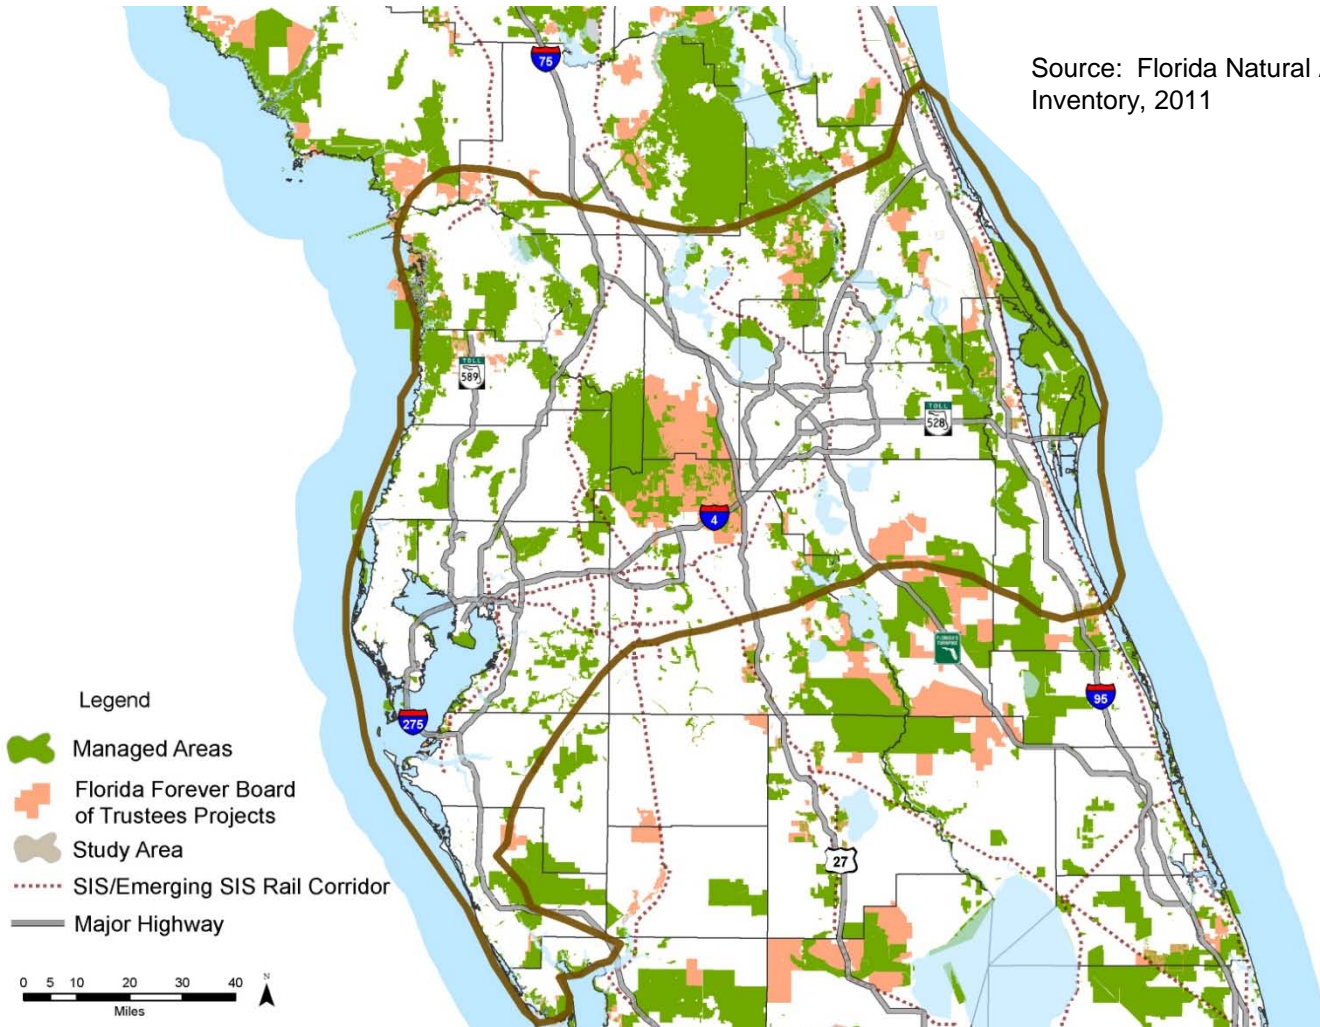 75
Source: Florida Natural
Inventory, 2011
TOLL
589
TOLL
528
4
FLORIDA'S
TURNPIKE
95
275
27
Legend
Managed Areas
Florida Forever Board
of Trustees Projects
Study Area
SIS/Emerging SIS Rail Corridor
Major Highway
0 5 10 20 30 40
Miles
N